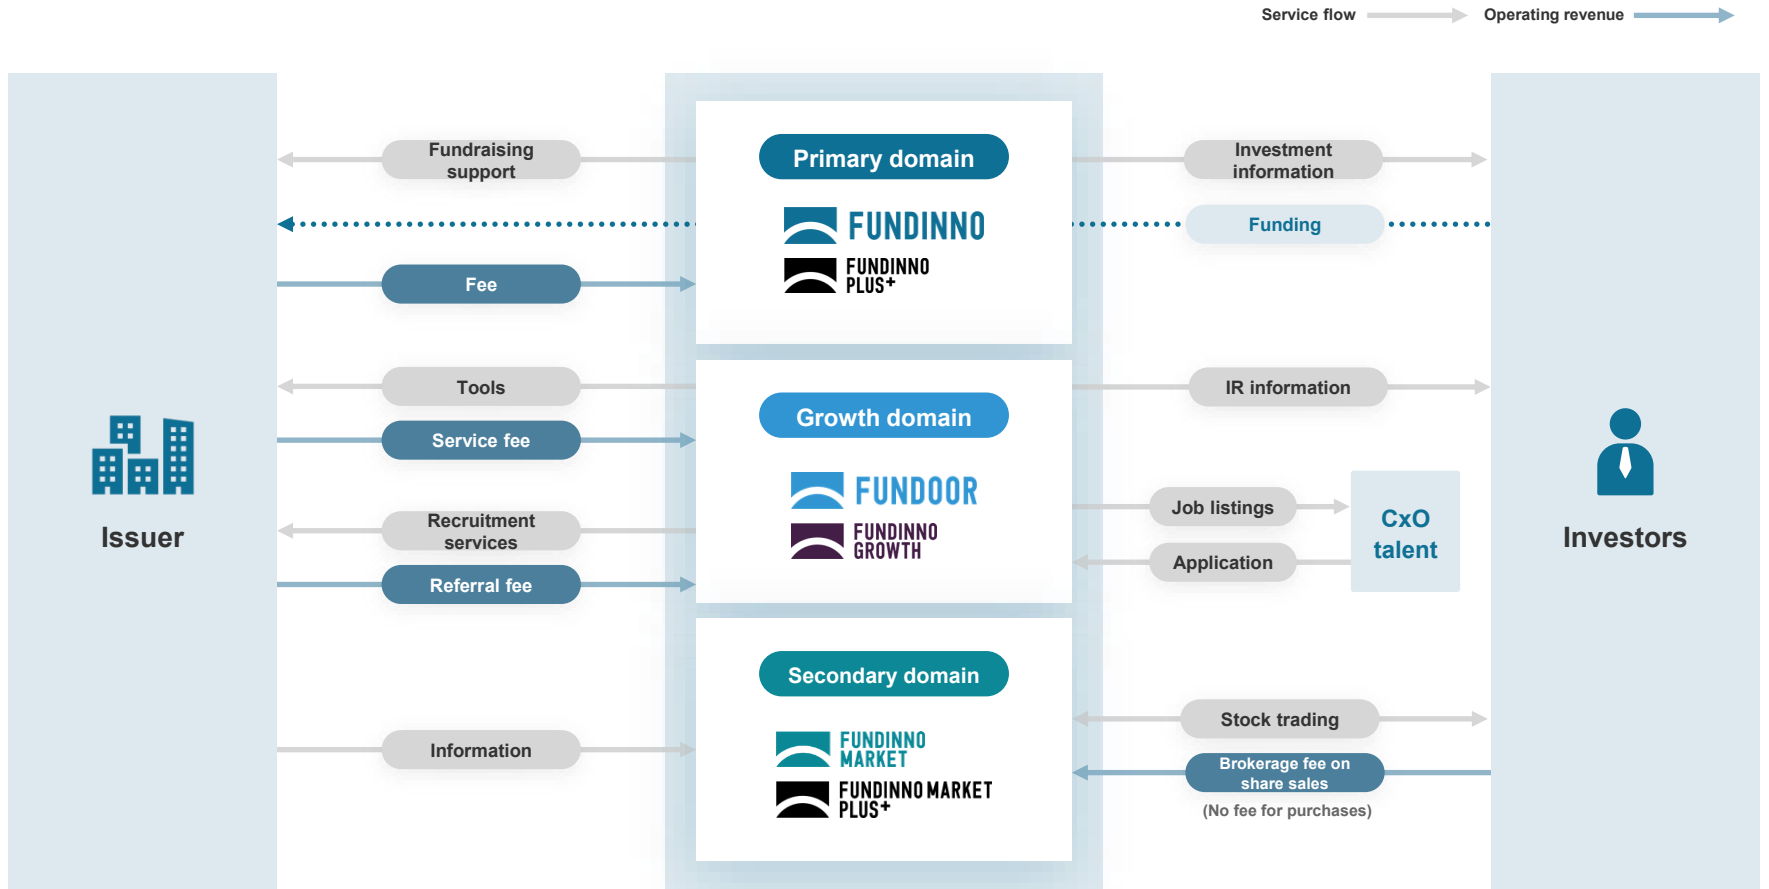 Service flow
Operating revenue
Fundraising
support
Primary domain
Investment
information
FUNDINNO
Funding
FUNDINNO
PLUS+
Fee
Tools
IR information
Growth domain
Service fee
FUNDOOR
Job listings
Recruitment
services
FUNDINNO
GROWTH
CxO
talent
Issuer
Investors
Application
Referral fee
Secondary domain
Stock trading
Information
FUNDINNO
MARKET
Brokerage fee on
share sales
FUNDINNO MARKET
PLUS+
(No fee for purchases)